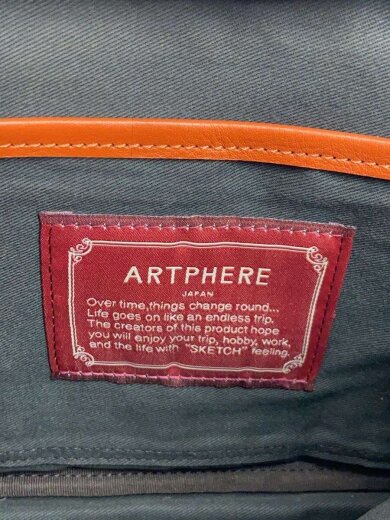 ARTPHERE
JAPAN
Over time,things change round...
Life goes on like an endless trip.
The creators of this product hope
you will enjoy your trip, hobby, work,
and the life with "SKETCH" feeling.